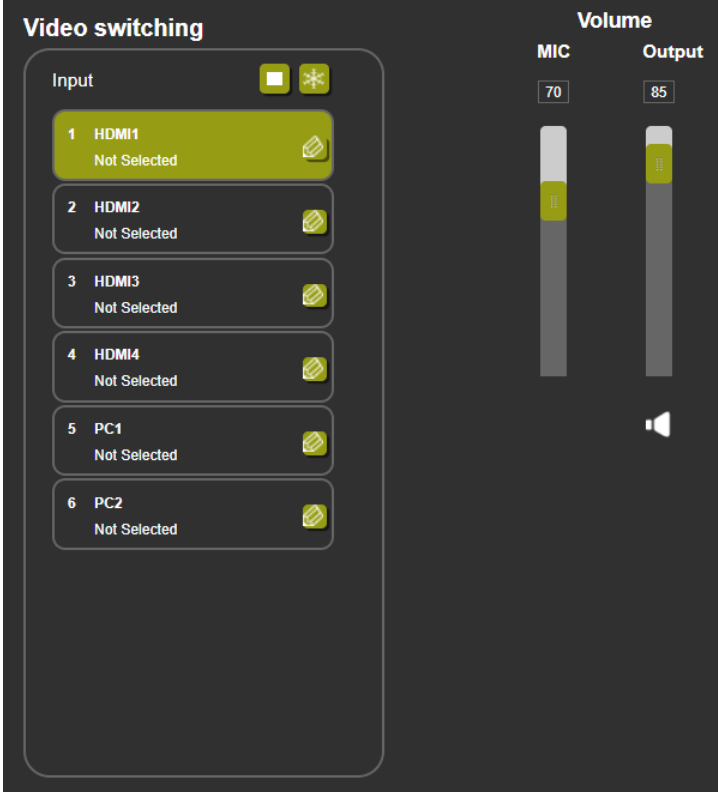 Video switching
Volume
MIC Output
Input
70 85
1 HDMI1
Not Selected
2 HDMI2
Not Selected
3 HDMI3
Not Selected
4 HDMI4
Not Selected
5 PC1
Not Selected
6 PC2
Not Selected